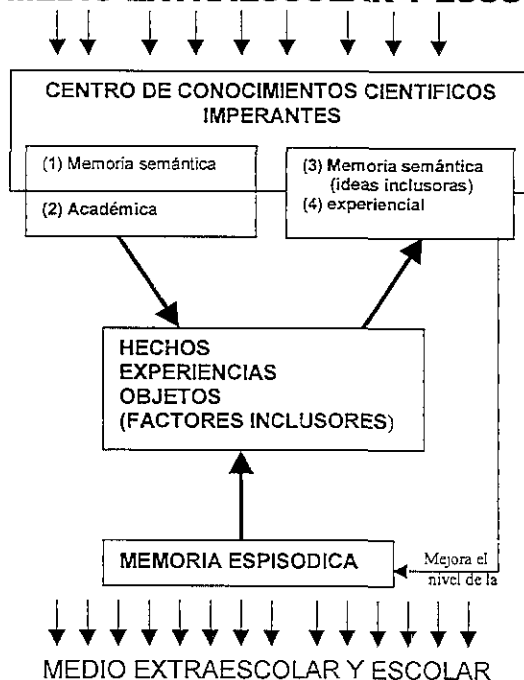 CENTRO DE CONOCIMIENTOS CIENTIFICOS
IMPERANTES
(1) Memoria semántica
(2) Académica
(3) Memoria semántica
(ideas inclusoras)
(4) experiencial
HECHOS
EXPERIENCIAS
OBJETOS
(FACTORES INCLUSORES)
MEMORIA ESPISODICA
Mejora el
nivel de la
MEDIO EXTRAESCOLAR Y ESCOLAR